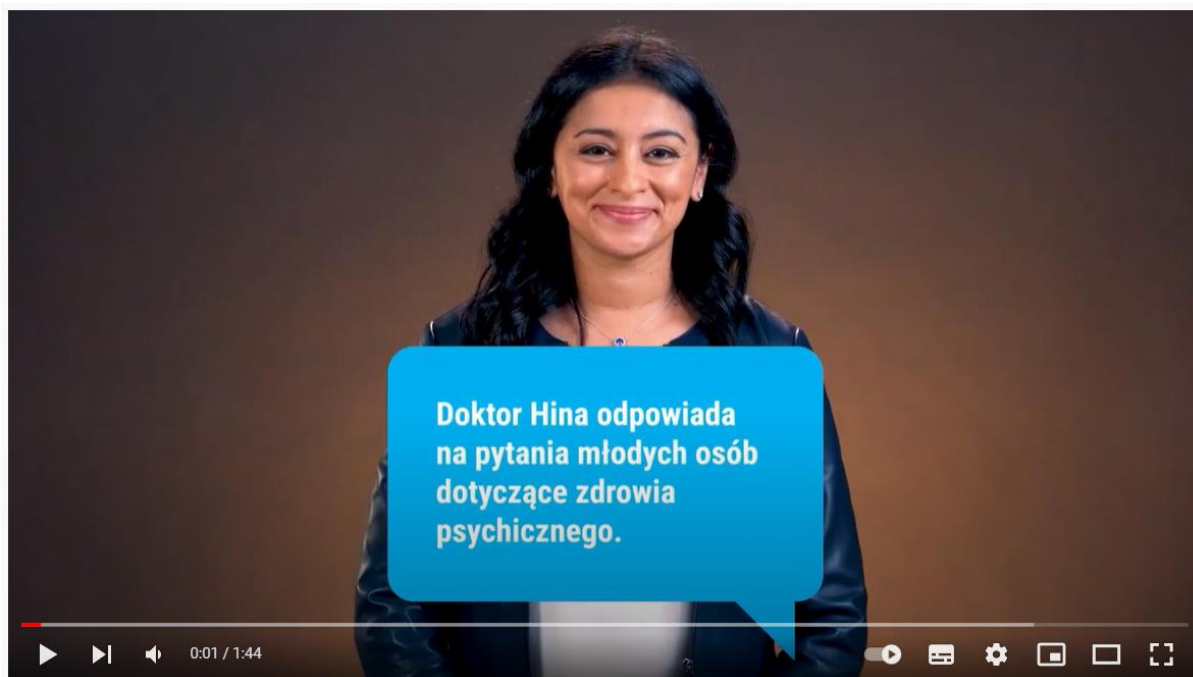 Doktor Hina odpowiada
na pytania młodych osób
dotyczące zdrowia
psychicznego.
0:01 / 1:44